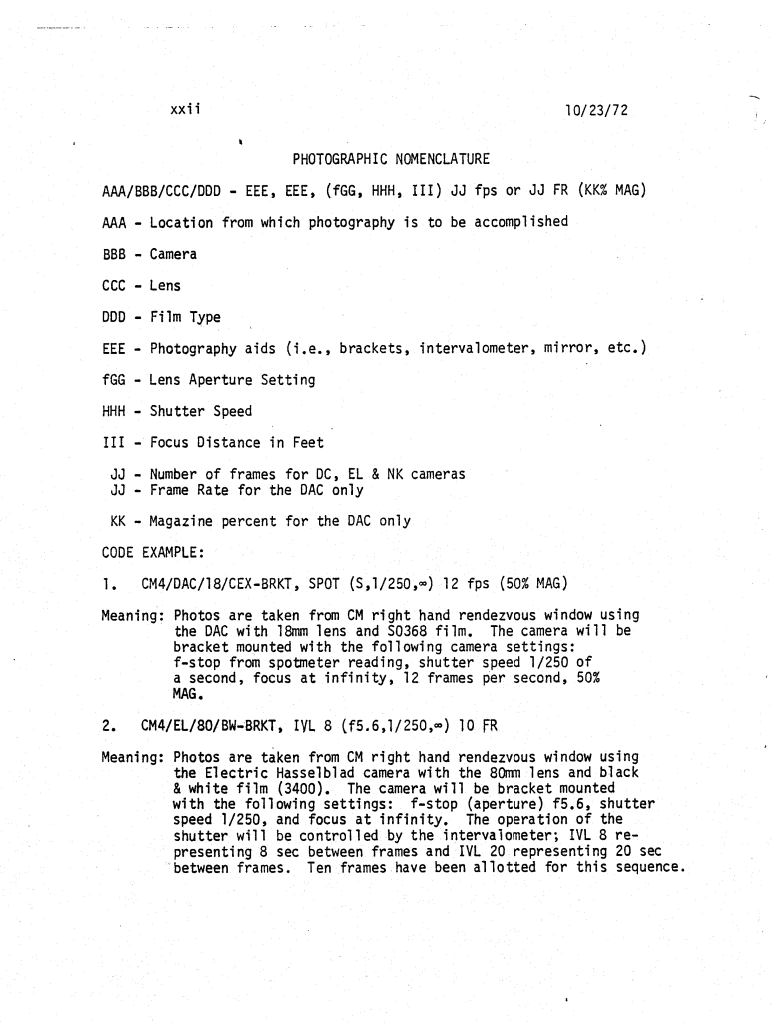 xxii 10/23/72
PHOTOGRAPHIC NOMENCLATURE
AAA/BBB/CCC/DDD - EEE, EEE, (fGG, HHH, III) JJ fps or JJ FR (KK% MAG)
AAA - Location from which photography is to be accomplished
BBB - Camera
CCC - Lens
DDD - Film Type
EEE - Photography aids (i.e., brackets, intervalometer, mirror, etc.)
fGG - Lens Aperture Setting
HHH - Shutter Speed
III - Focus Distance in Feet
JJ - Number of frames for DC, EL & NK cameras
JJ - Frame Rate for the DAC only
KK - Magazine percent for the DAC only
CODE EXAMPLE:
1. CM4/DAC/18/CEX-BRKT, SPOT (S,1/250,∞) 12 fps (50% MAG)
Meaning: Photos are taken from CM right hand rendezvous window using
the DAC with 18mm lens and SO368 film. The camera will be
bracket mounted with the following camera settings:
f-stop from spotmeter reading, shutter speed 1/250 of
a second, focus at infinity, 12 frames per second, 50%
MAG.
2. CM4/EL/80/BW-BRKT, IVL 8 (f5.6,1/250,∞) 10 FR
Meaning: Photos are taken from CM right hand rendezvous window using
the Electric Hasselblad camera with the 80mm lens and black
& white film (3400). The camera will be bracket mounted
with the following settings: f-stop (aperture) f5.6, shutter
speed 1/250, and focus at infinity. The operation of the
shutter will be controlled by the intervalometer; IVL 8 re-
presenting 8 sec between frames and IVL 20 representing 20 sec
between frames. Ten frames have been allotted for this sequence.